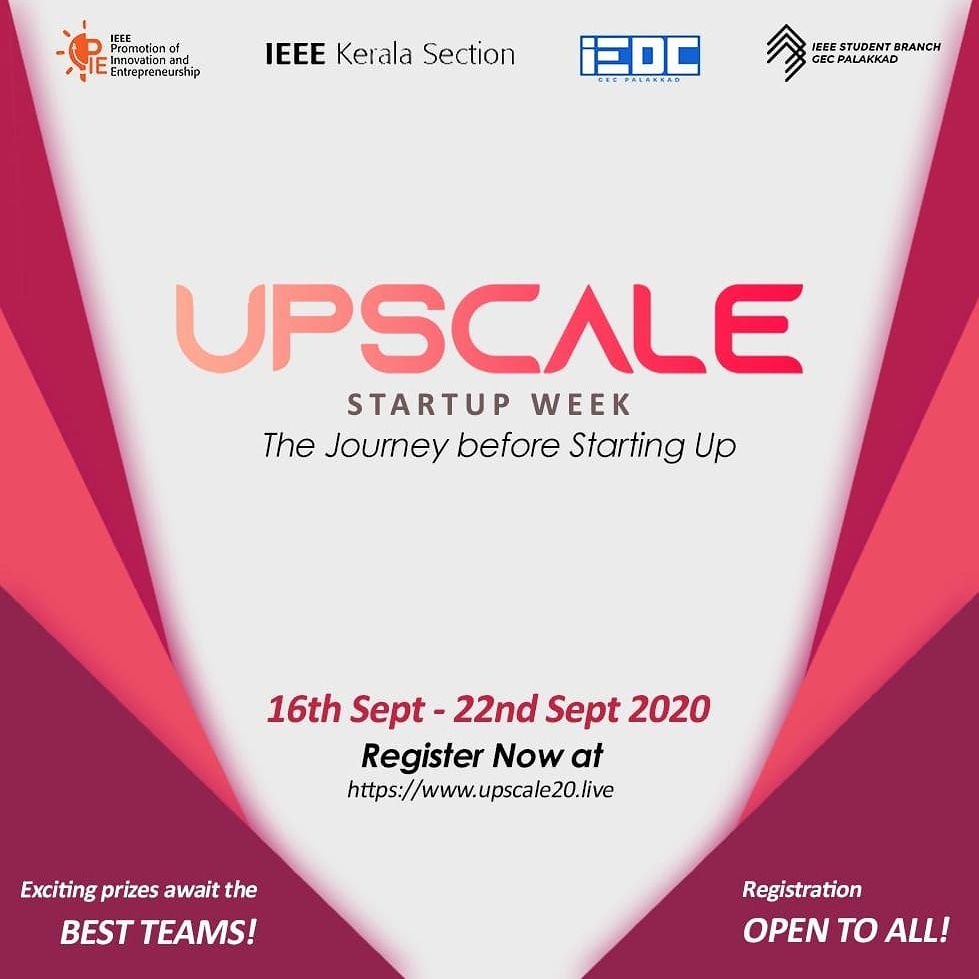 IEEE
Promotion of
Innovation and
Entrepreneurship
PIE
IEEE Kerala Section
iEDC
GEC PALAKKAD
IEEE STUDENT BRANCH
GEC PALAKKAD
UPSCALE
STARTUP WEEK
The Journey before Starting Up
16th Sept - 22nd Sept 2020
Register Now at
https://www.upscale20.live
Exciting prizes await the
BEST TEAMS!
Registration
OPEN TO ALL!